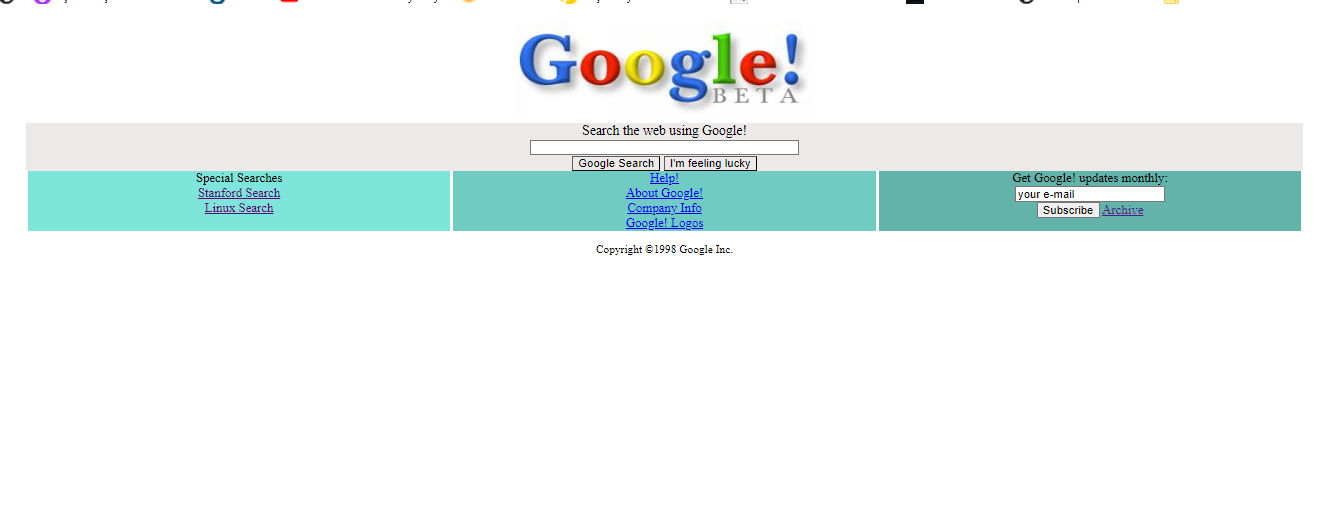 Google!
BETA
Search the web using Google!
Google Search I'm feeling lucky
Special Searches
Stanford Search
Linux Search
Help!
About Google!
Company Info
Google! Logos
Get Google! updates monthly:
your e-mail
Subscribe Archive
Copyright ©1998 Google Inc.